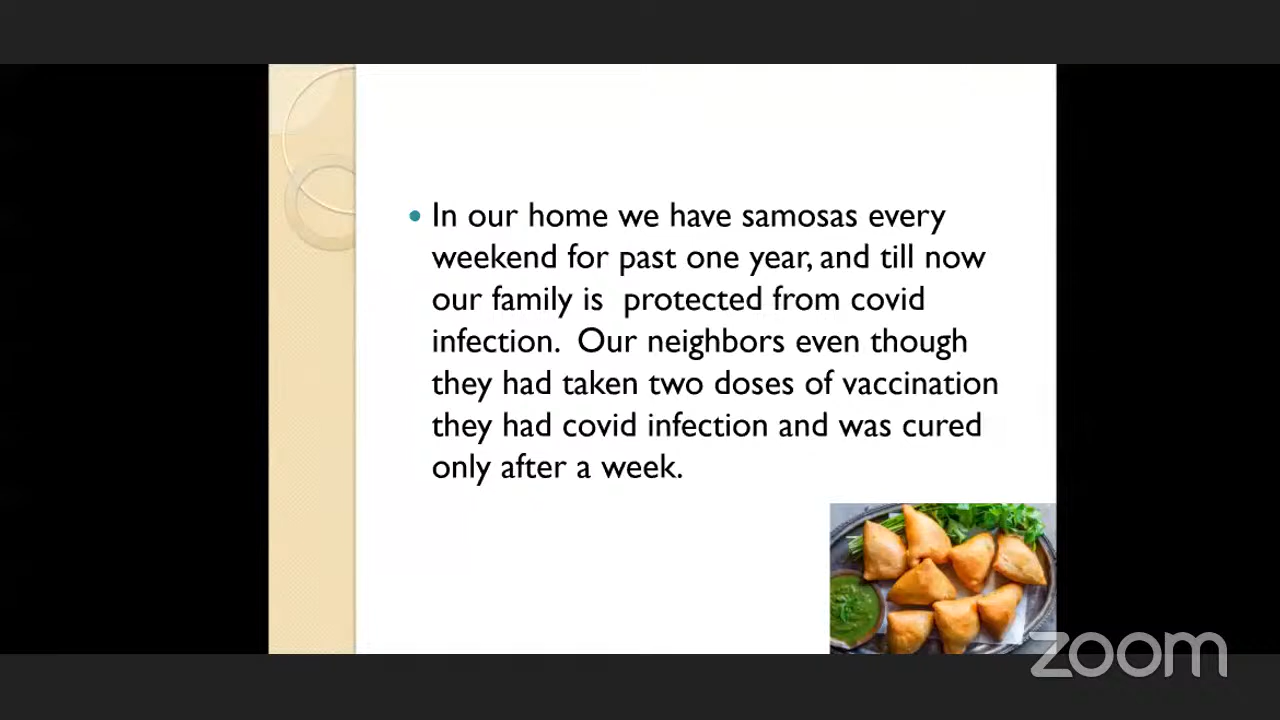 • In our home we have samosas every
weekend for past one year, and till now
our family is  protected from covid
infection.  Our neighbors even though
they had taken two doses of vaccination
they had covid infection and was cured
only after a week.
zoom